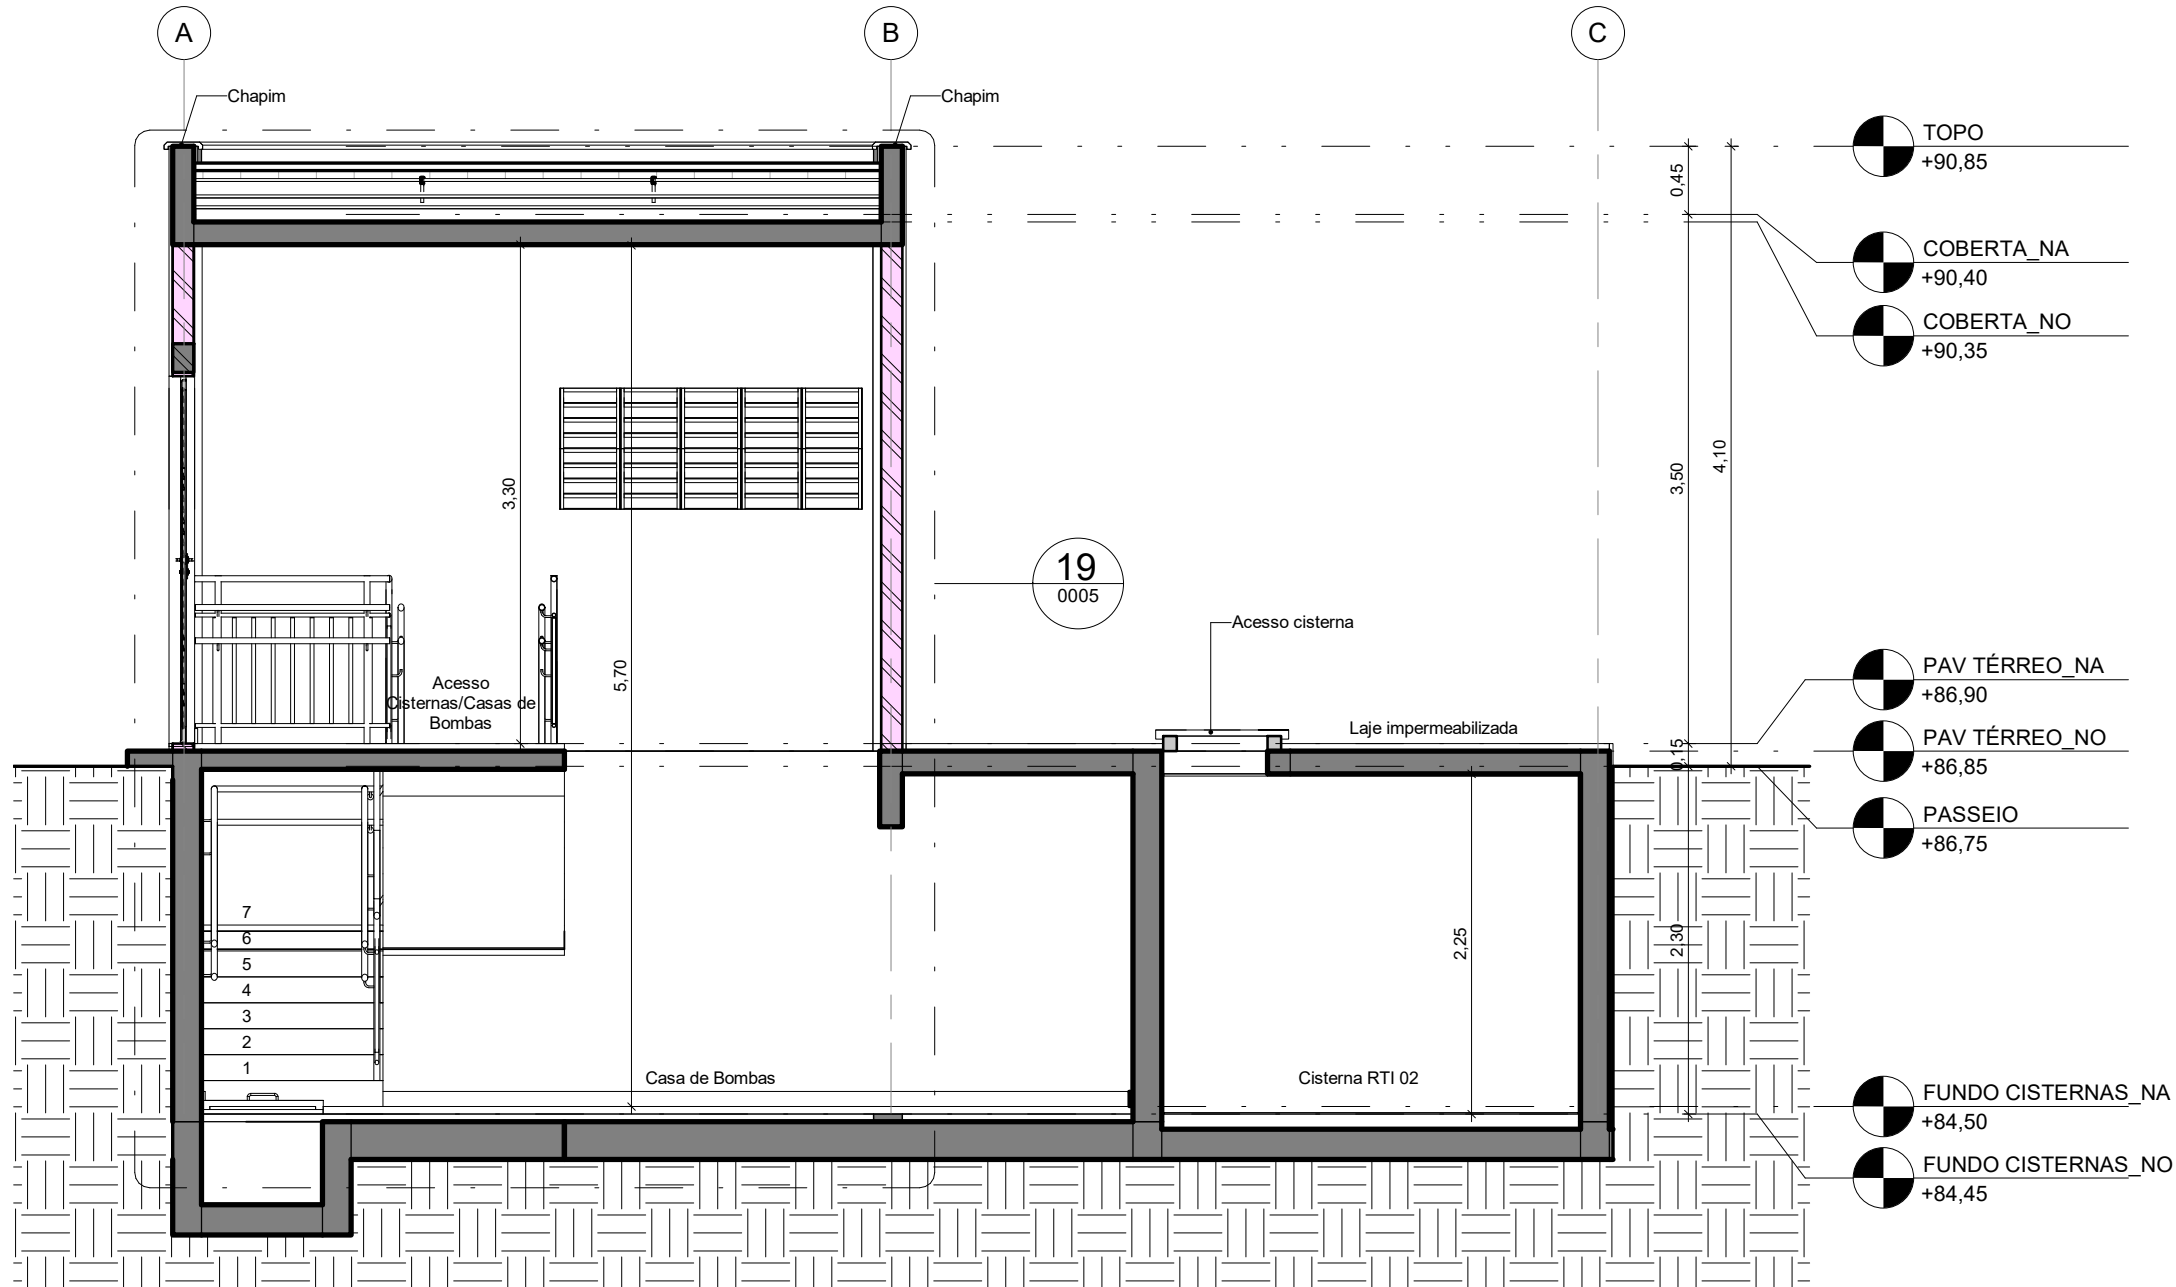 A
B
C
Chapim
Chapim
TOPO
+90,85
0,45
COBERTA_NA
+90,40
COBERTA_NO
+90,35
3,30
5,70
3,50
4,10
19
0005
Acesso cisterna
Acesso
Cisternas/Casas de
Bombas
Laje impermeabilizada
PAV TÉRREO_NA
+86,90
PAV TÉRREO_NO
+86,85
0,15
PASSEIO
+86,75
7
6
5
4
3
2
1
2,25
2,30
Casa de Bombas
Cisterna RTI 02
FUNDO CISTERNAS_NA
+84,50
FUNDO CISTERNAS_NO
+84,45